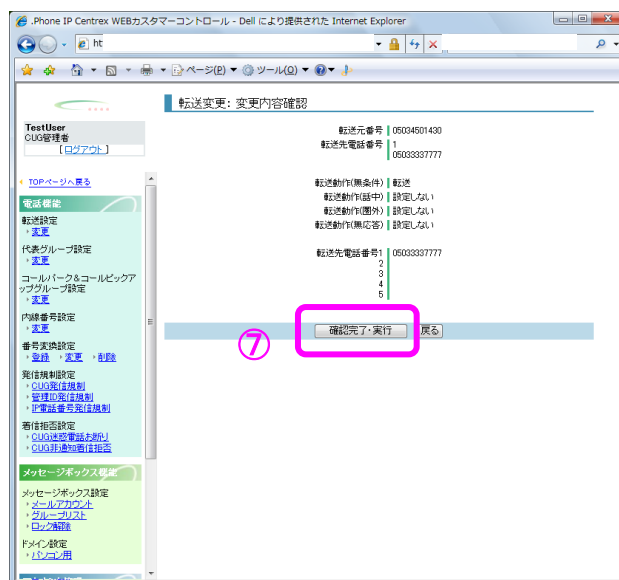 .Phone IP Centrex WEBカスタマーコントロール - Dell により提供された Internet Explorer
ht
ページ(P) ツール(O)
転送変更: 変更内容確認
TestUser
CUG管理者
[ログアウト]
TOPページへ戻る
電話機能
転送設定
変更
代表グループ設定
変更
コールパーク&コールピックア
ップグループ設定
変更
内線番号設定
変更
番号変換設定
登録 変更 削除
発信規制設定
CUG発信規制
管理ID発信規制
IP電話番号発信規制
着信拒否設定
CUG迷惑電話お断り
CUG非通知着信拒否
メッセージボックス機能
メッセージボックス設定
メールアカウント
グループリスト
ロック解除
ドメイン設定
パソコン用
転送元番号 05034501430
転送先電話番号 1
05033337777
転送動作(無条件) 転送
転送動作(話中) 設定しない
転送動作(圏外) 設定しない
転送動作(無応答) 設定しない
転送先電話番号1 05033337777
2
3
4
5
⑦ 確認完了・実行 戻る